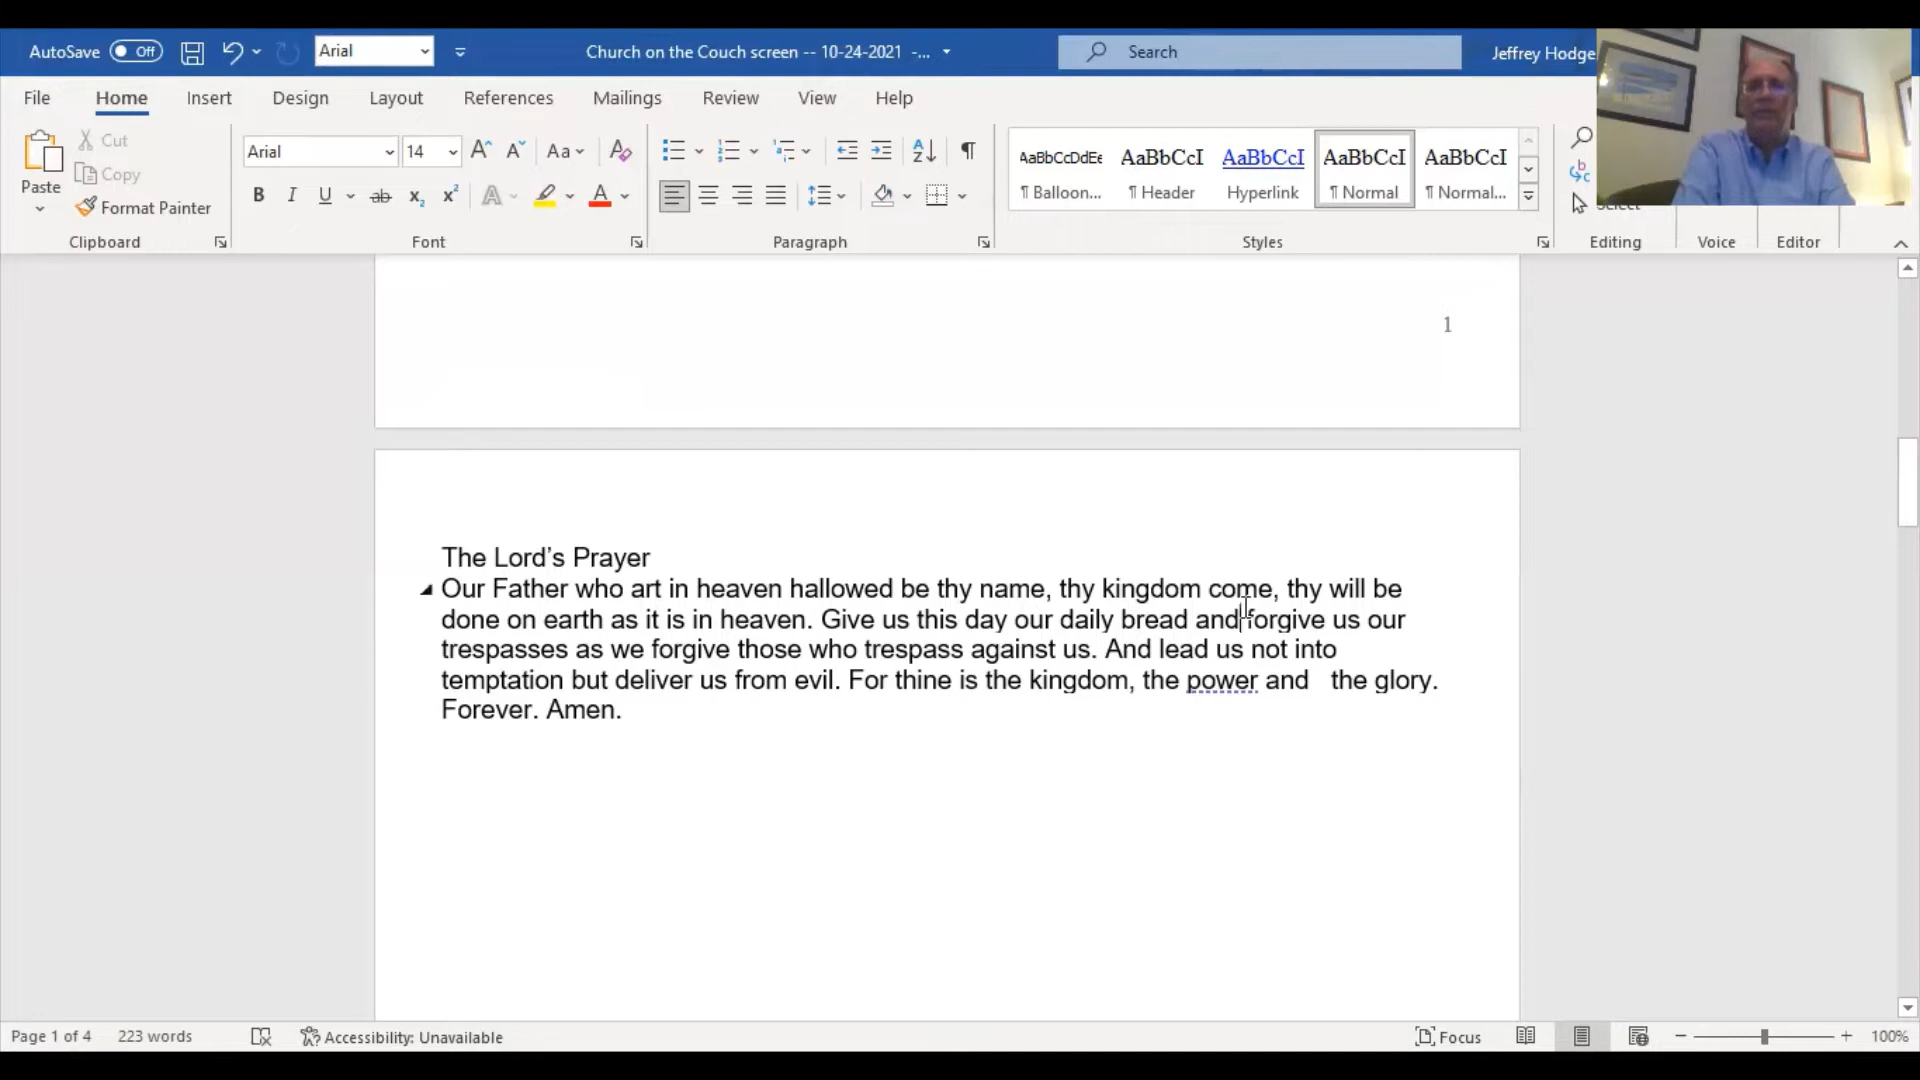 AutoSave Off Arial Church on the Couch screen -- 10-24-2021 -... Search Jeffrey Hodge
File Home Insert Design Layout References Mailings Review View Help
Paste Cut Copy Format Painter
Arial 14 Aa
AaBbCcDdEe AaBbCcI AaBbCcI AaBbCcI AaBbCcI
¶ Balloon... ¶ Header Hyperlink ¶ Normal ¶ Normal...
Clipboard Font Paragraph Styles Editing Voice Editor
1
The Lord’s Prayer
Our Father who art in heaven hallowed be thy name, thy kingdom come, thy will be
done on earth as it is in heaven. Give us this day our daily bread and forgive us our
trespasses as we forgive those who trespass against us. And lead us not into
temptation but deliver us from evil. For thine is the kingdom, the power and the glory.
Forever. Amen.
Page 1 of 4 223 words Accessibility: Unavailable Focus 100%